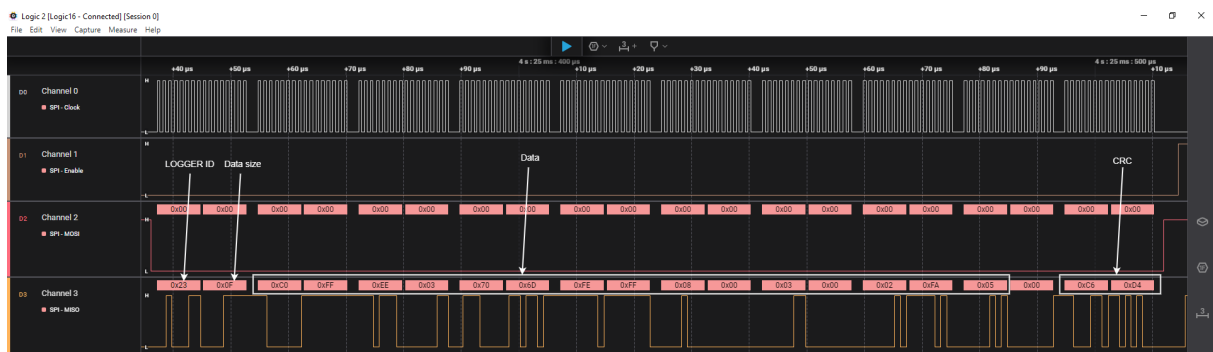 Logic 2 [Logic16 - Connected] [Session 0]
File Edit View Capture Measure Help
4 s : 25 ms : 400 µs
4 s : 25 ms : 500 µs
+40 µs +50 µs +60 µs +70 µs +80 µs +90 µs +10 µs +20 µs +30 µs +40 µs +50 µs +60 µs +70 µs +80 µs +90 µs +10 µs
D0 Channel 0 H
SPI - Clock
L
D1 Channel 1 H
SPI - Enable
LOGGER ID Data size Data CRC
L
0x00 0x00 0x00 0x00 0x00 0x00 0x00 0x00 0x00 0x00 0x00 0x00 0x00 0x00 0x00 0x00 0x00 0x00 0x00 0x00
D2 Channel 2 H
SPI - MOSI
L
0x23 0x0F 0xC0 0xFF 0xEE 0x03 0x70 0x6D 0xFE 0xFF 0x08 0x00 0x03 0x00 0x02 0xFA 0x05 0x00 0xC6 0xD4
D3 Channel 3 H
SPI - MISO
L